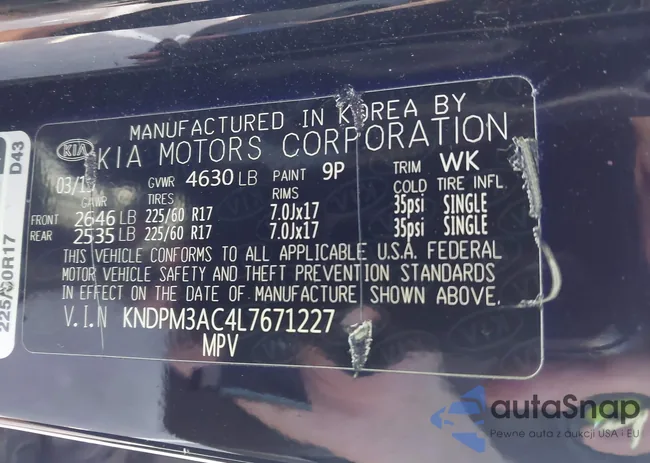 MANUFACTURED IN KOREA BY
KIA KIA MOTORS CORPORATION
GVWR 4630 LB PAINT 9P TRIM WK
GAWR TIRES RIMS COLD TIRE INFL.
FRONT 2646 LB 225/60 R17 7.0Jx17 35psi SINGLE
REAR 2535 LB 225/60 R17 7.0Jx17 35psi SINGLE
THIS VEHICLE CONFORMS TO ALL APPLICABLE U.S.A. FEDERAL
MOTOR VEHICLE SAFETY AND THEFT PREVENTION STANDARDS
IN EFFECT ON THE DATE OF MANUFACTURE SHOWN ABOVE.
V.I.N KNDPM3AC4L7671227
MPV
D43
autaSnap
Pewne auta z aukcji USA i EU